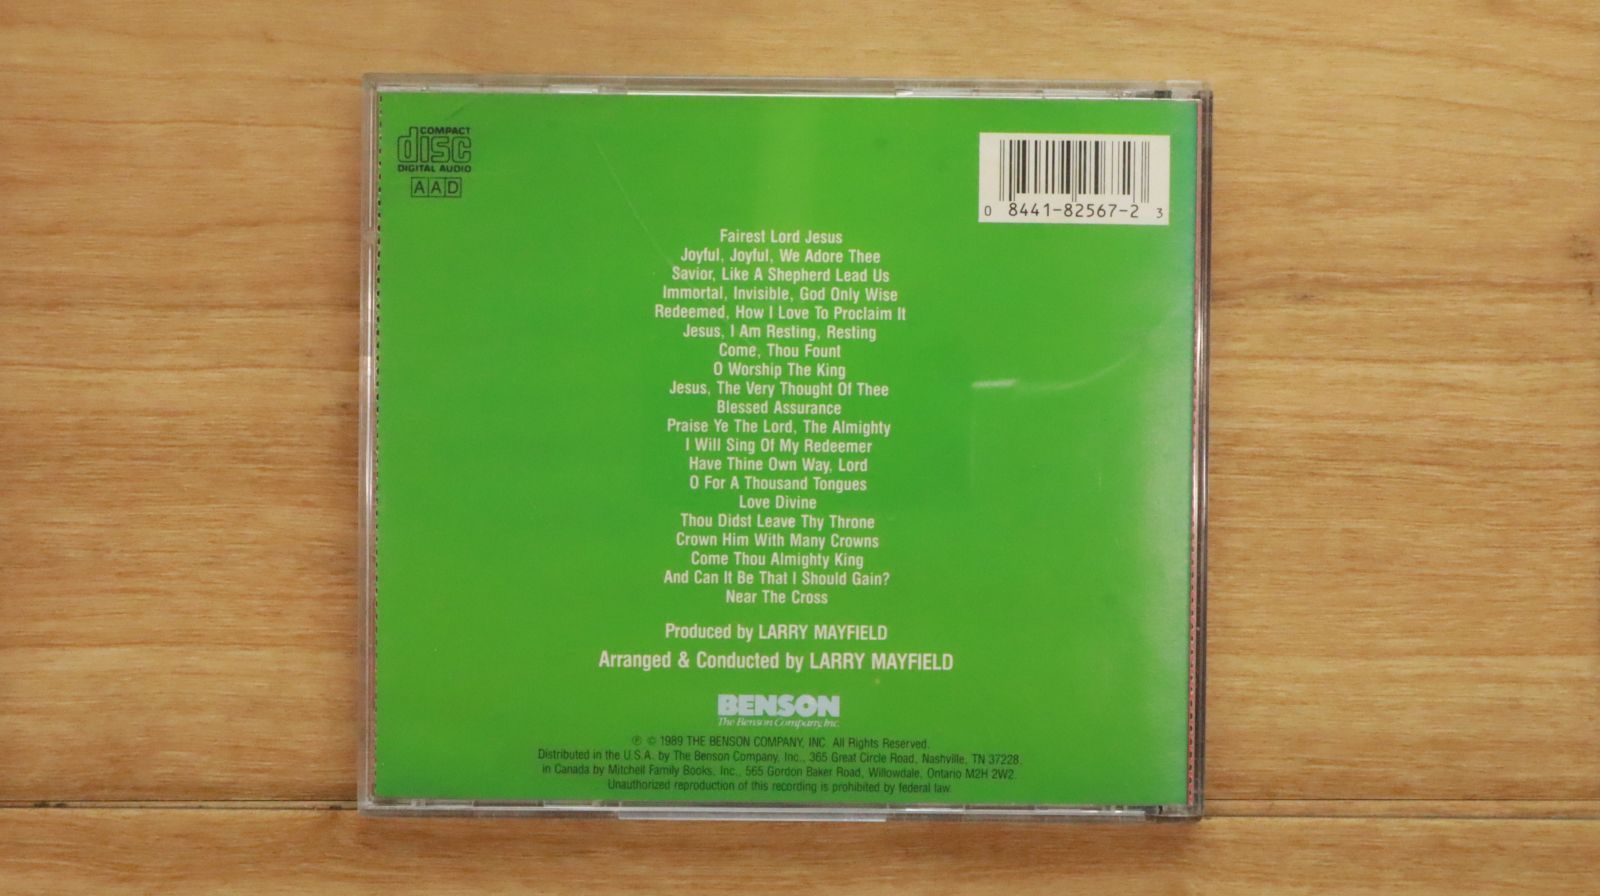 COMPACT
disc
DIGITAL AUDIO
AAD
0 8441-82567-2 3
Fairest Lord Jesus
Joyful, Joyful, We Adore Thee
Savior, Like A Shepherd Lead Us
Immortal, Invisible, God Only Wise
Redeemed, How I Love To Proclaim It
Jesus, I Am Resting, Resting
Come, Thou Fount
O Worship The King
Jesus, The Very Thought Of Thee
Blessed Assurance
Praise Ye The Lord, The Almighty
I Will Sing Of My Redeemer
Have Thine Own Way, Lord
O For A Thousand Tongues
Love Divine
Thou Didst Leave Thy Throne
Crown Him With Many Crowns
Come Thou Almighty King
And Can It Be That I Should Gain?
Near The Cross
Produced by LARRY MAYFIELD
Arranged & Conducted by LARRY MAYFIELD
BENSON
The Benson Company, Inc.
℗ © 1989 THE BENSON COMPANY, INC. All Rights Reserved.
Distributed in the U.S.A. by The Benson Company, Inc., 365 Great Circle Road, Nashville, TN 37228,
in Canada by Mitchell Family Books, Inc., 565 Gordon Baker Road, Willowdale, Ontario M2H 2W2.
Unauthorized reproduction of this recording is prohibited by federal law.